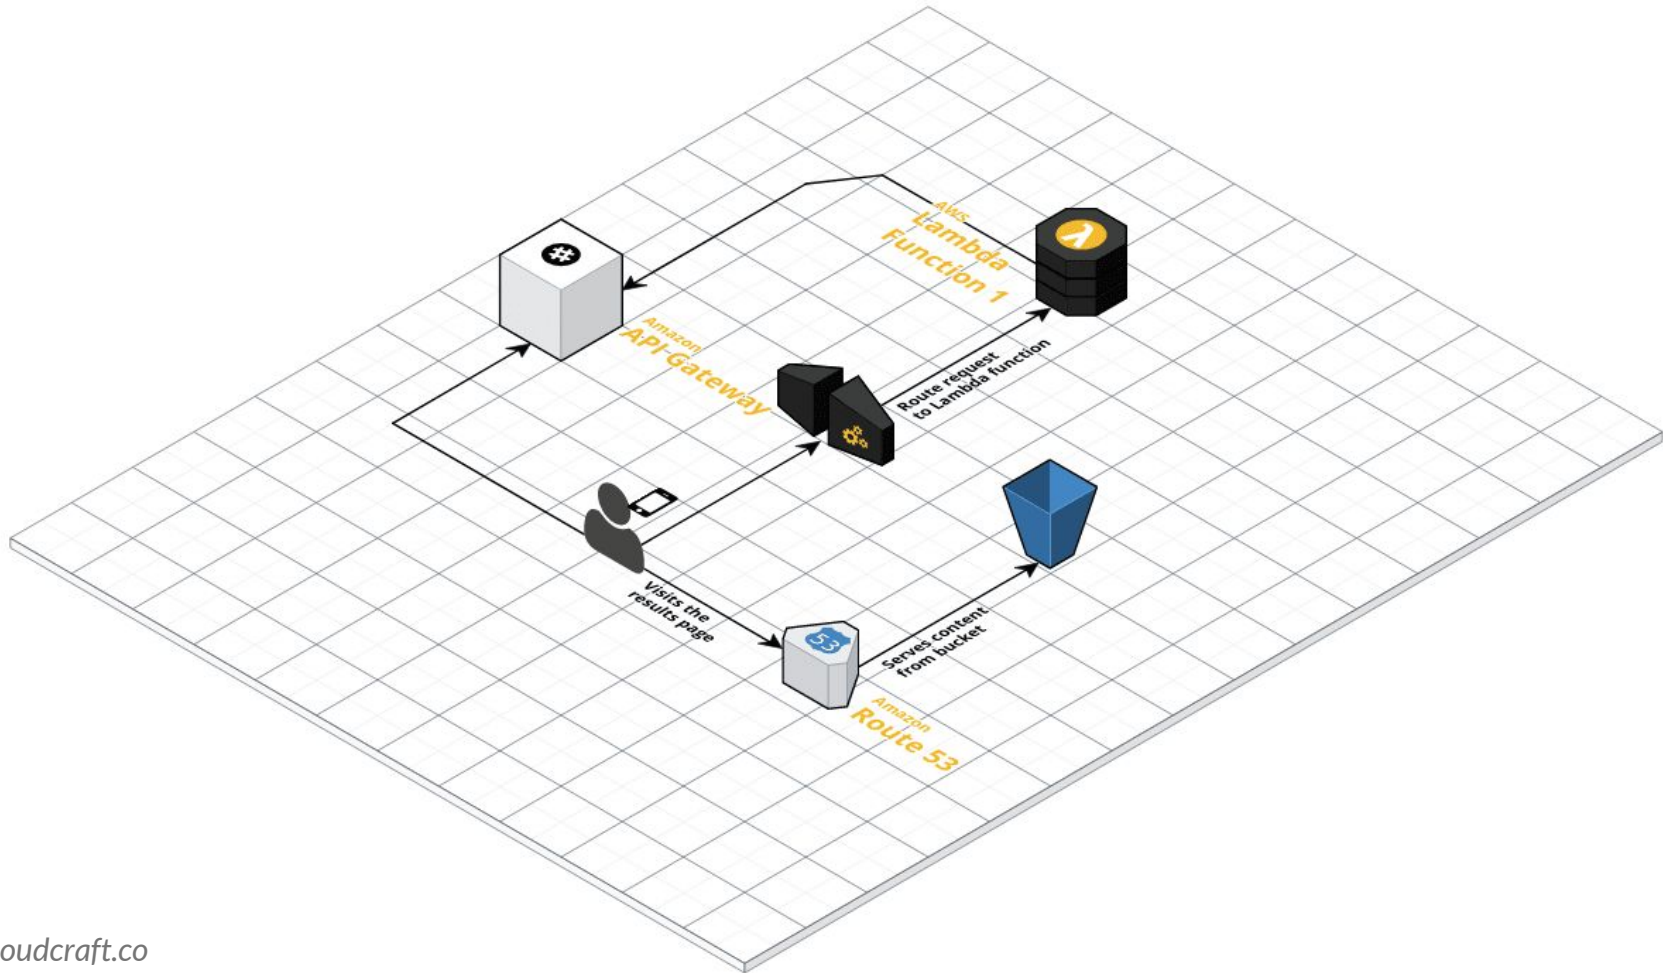 AWS
Lambda
Function 1
Amazon
API Gateway
Route request
to Lambda function
Visits the
results page
53
Serves content
from bucket
Amazon
Route 53
oudcraft.co